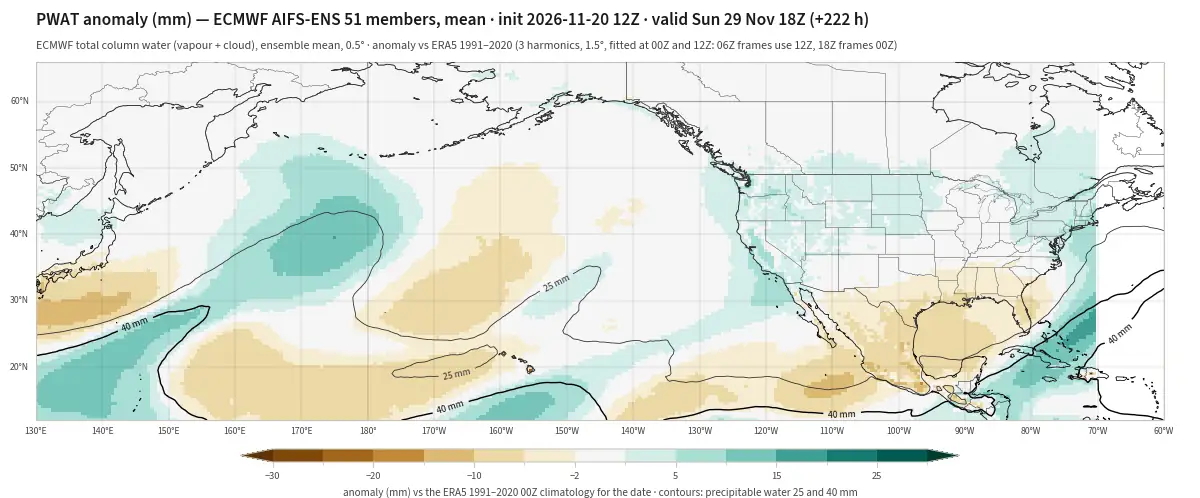 PWAT anomaly (mm) — ECMWF AIFS-ENS 51 members, mean · init 2026-11-20 12Z · valid Sun 29 Nov 18Z (+222 h)
ECMWF total column water (vapour + cloud), ensemble mean, 0.5° · anomaly vs ERA5 1991–2020 (3 harmonics, 1.5°, fitted at 00Z and 12Z: 06Z frames use 12Z, 18Z frames 00Z)
60°N
50°N
40°N
30°N
20°N
25 mm
40 mm
40 mm
25 mm
40 mm
40 mm
130°E 140°E 150°E 160°E 170°E 180° 170°W 160°W 150°W 140°W 130°W 120°W 110°W 100°W 90°W 80°W 70°W 60°W
−30 −20 −10 −2 5 15 25
anomaly (mm) vs the ERA5 1991–2020 00Z climatology for the date · contours: precipitable water 25 and 40 mm